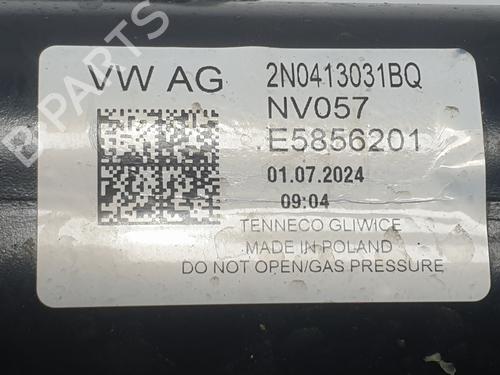 VW AG
2N0413031BQ
NV057
E5856201
01.07.2024
09:04
TENNECO GLIWICE
MADE IN POLAND
DO NOT OPEN/GAS PRESSURE